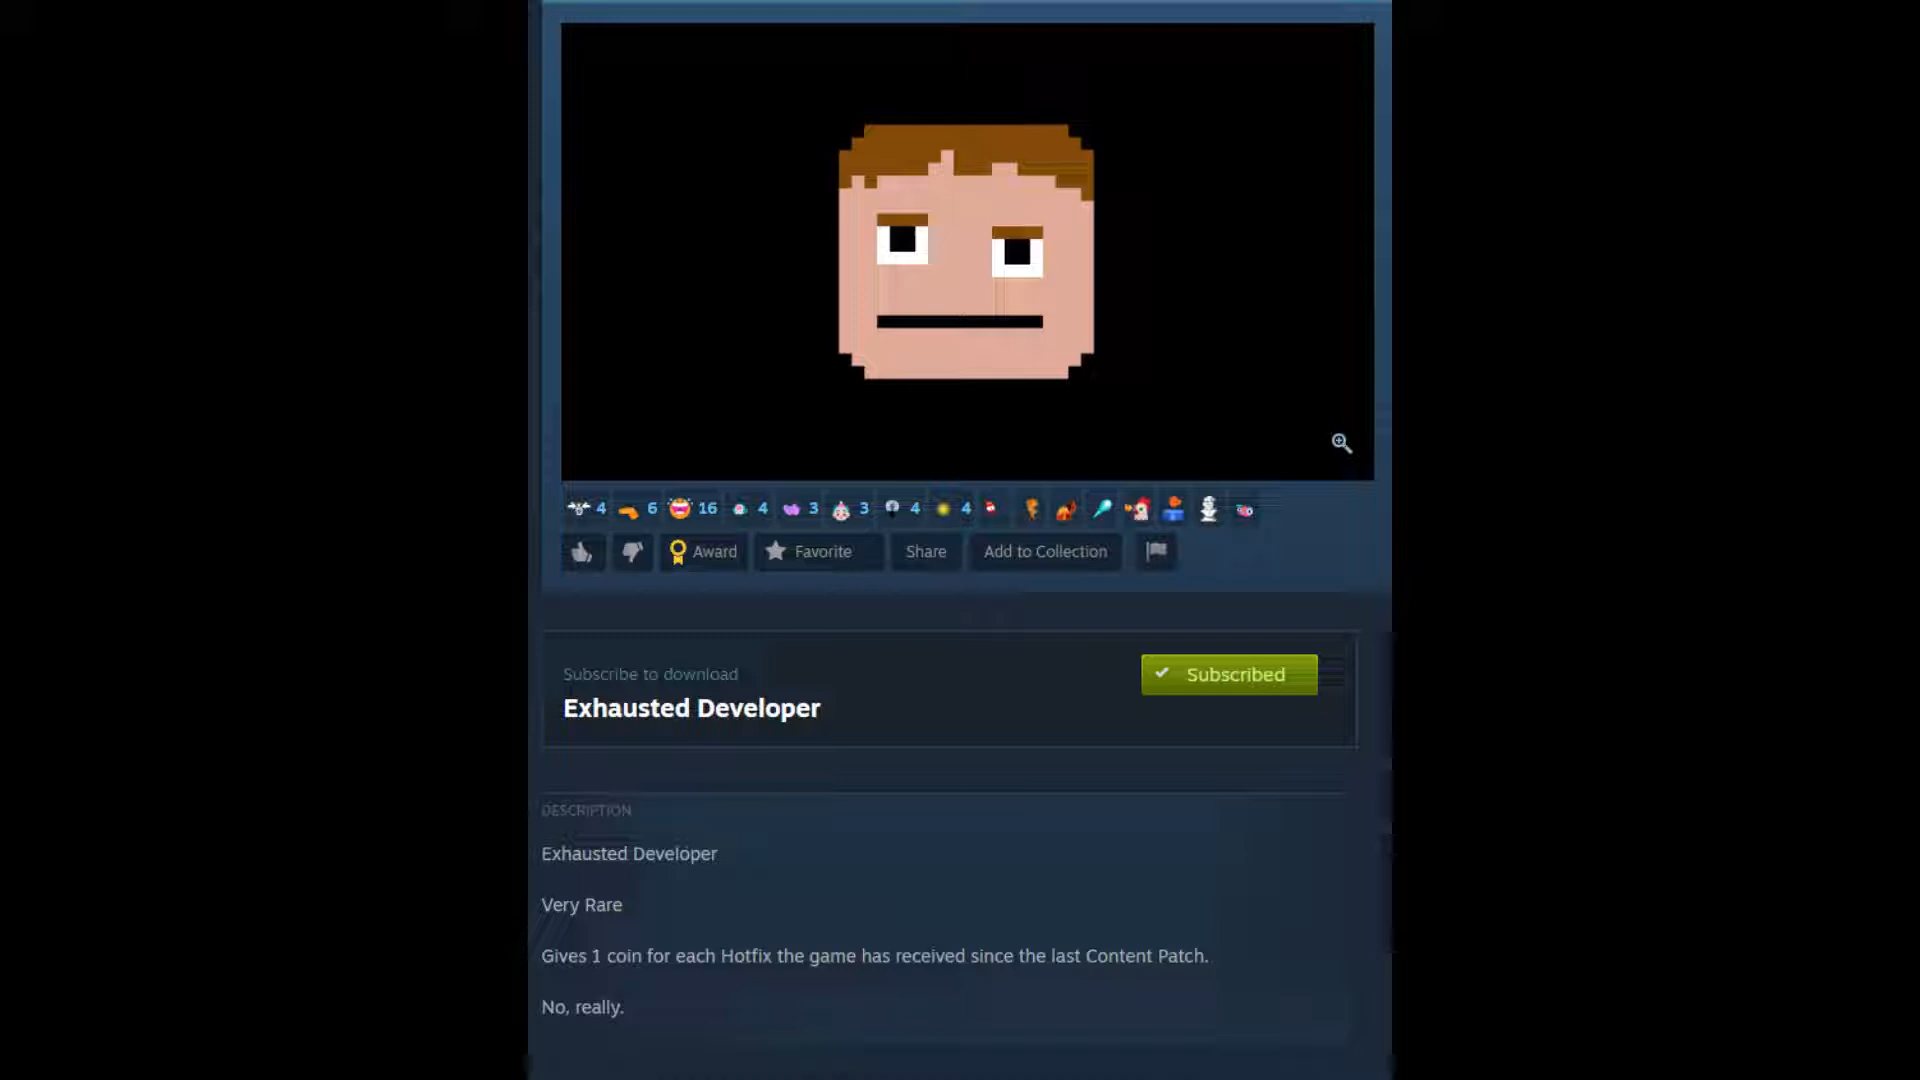 4 6 16 4 3 3 4 4
Award Favorite Share Add to Collection
Subscribe to download
Subscribed
Exhausted Developer
DESCRIPTION
Exhausted Developer
Very Rare
Gives 1 coin for each Hotfix the game has received since the last Content Patch.
No, really.